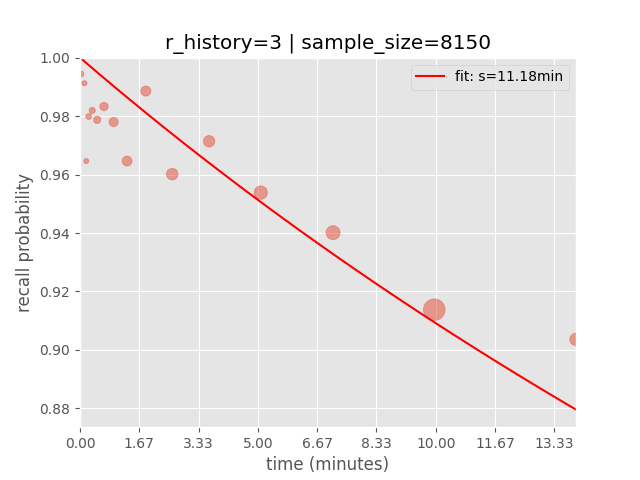 r_history=3 | sample_size=8150
fit: s=11.18min
1.00
0.98
0.96
0.94
0.92
0.90
0.88
recall probability
0.00 1.67 3.33 5.00 6.67 8.33 10.00 11.67 13.33
time (minutes)